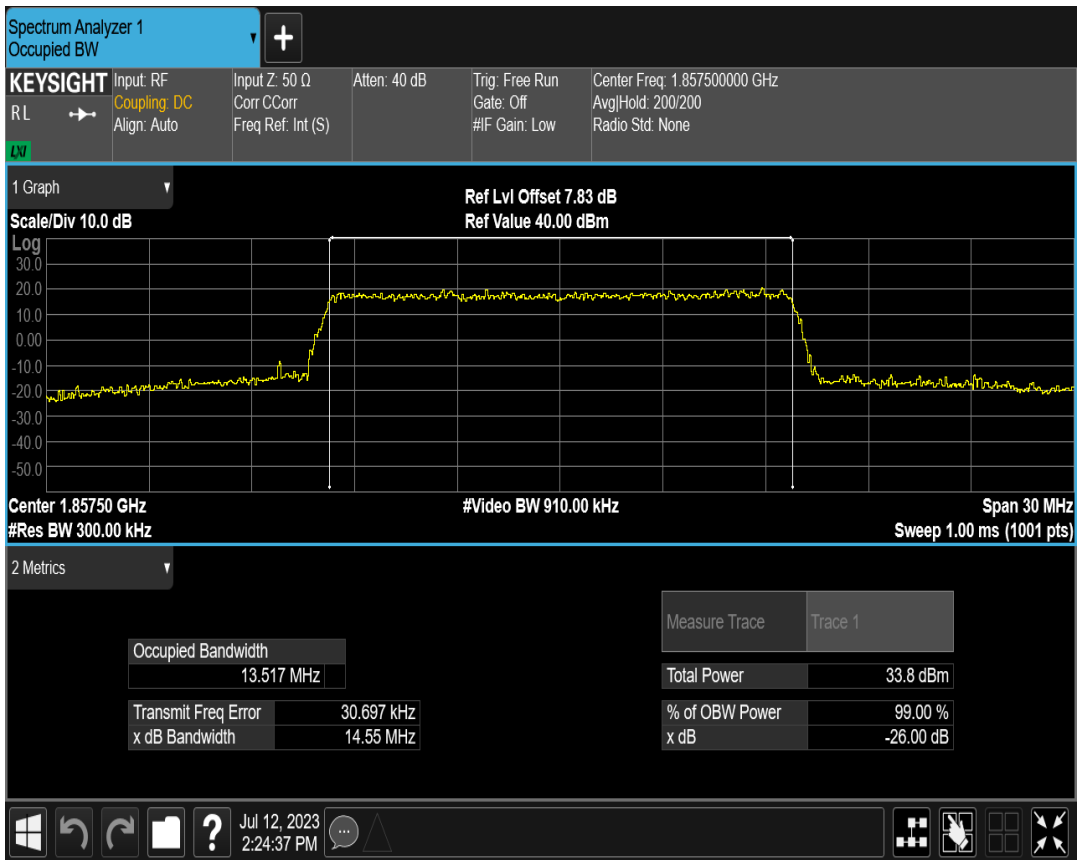 Spectrum Analyzer 1
Occupied BW
KEYSIGHT
RL
LXI
Input: RF
Coupling: DC
Align: Auto
Input Z: 50 Ω
Corr CCorr
Freq Ref: Int (S)
Atten: 40 dB
Trig: Free Run
Gate: Off
#IF Gain: Low
Center Freq: 1.857500000 GHz
Avg|Hold: 200/200
Radio Std: None
1 Graph
Scale/Div 10.0 dB
Ref Lvl Offset 7.83 dB
Ref Value 40.00 dBm
Log
30.0
20.0
10.0
0.00
-10.0
-20.0
-30.0
-40.0
-50.0
Center 1.85750 GHz
#Video BW 910.00 kHz
Span 30 MHz
#Res BW 300.00 kHz
Sweep 1.00 ms (1001 pts)
2 Metrics
Measure Trace Trace 1
Occupied Bandwidth
13.517 MHz
Total Power 33.8 dBm
Transmit Freq Error 30.697 kHz
% of OBW Power 99.00 %
x dB Bandwidth 14.55 MHz
x dB -26.00 dB
?
Jul 12, 2023
2:24:37 PM